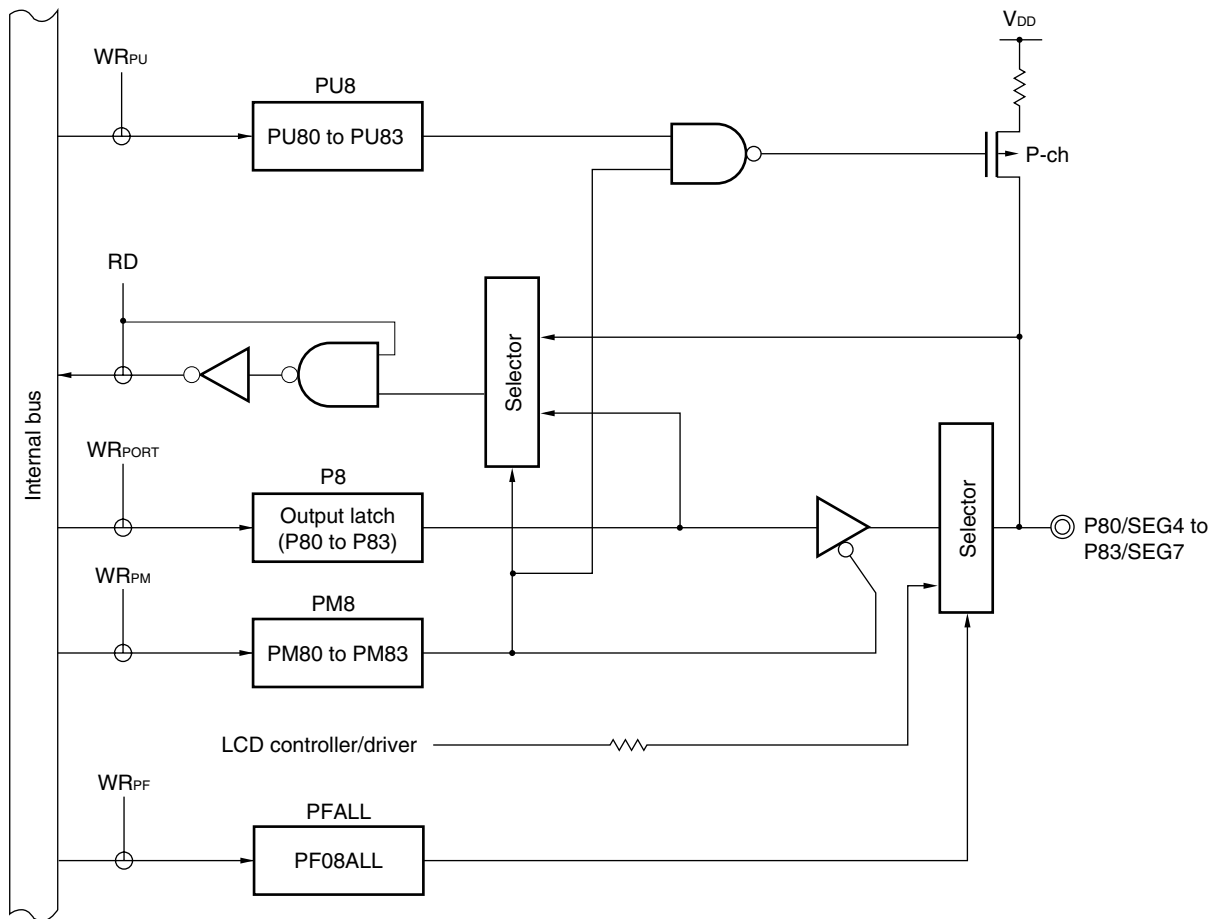 VDD
WRPU
PU8
PU80 to PU83
P-ch
RD
Selector
Internal bus
WRPORT
P8
Output latch
(P80 to P83)
Selector
P80/SEG4 to
P83/SEG7
WRPM
PM8
PM80 to PM83
LCD controller/driver
WRPF
PFALL
PF08ALL